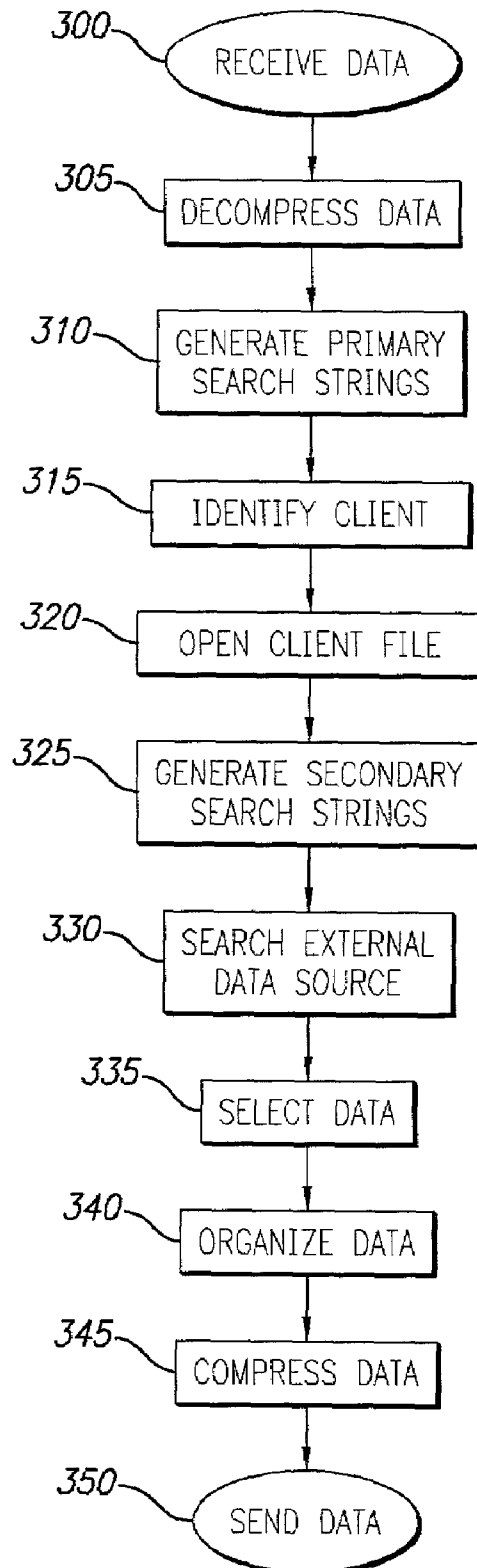 300
RECEIVE DATA
305
DECOMPRESS DATA
310
GENERATE PRIMARY
SEARCH STRINGS
315
IDENTIFY CLIENT
320
OPEN CLIENT FILE
325
GENERATE SECONDARY
SEARCH STRINGS
330
SEARCH EXTERNAL
DATA SOURCE
335
SELECT DATA
340
ORGANIZE DATA
345
COMPRESS DATA
350
SEND DATA